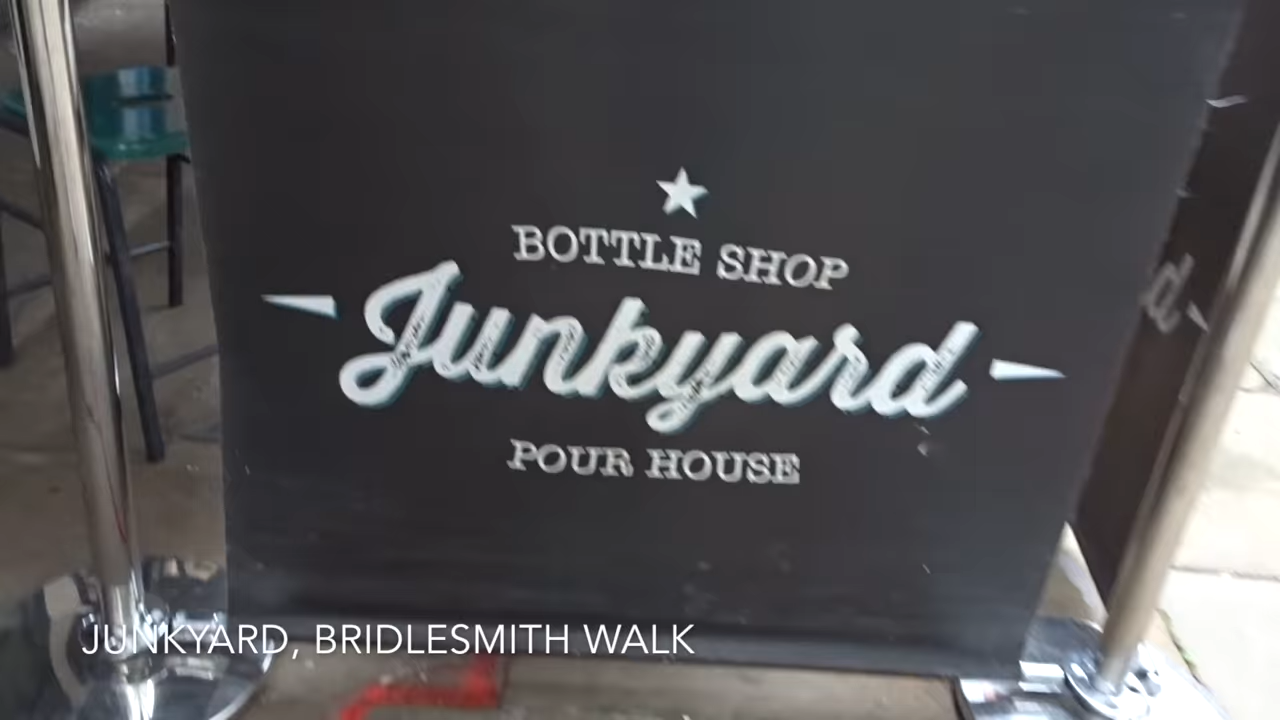 BOTTLE SHOP
Junkyard
POUR HOUSE
d
JUNKYARD, BRIDLESMITH WALK